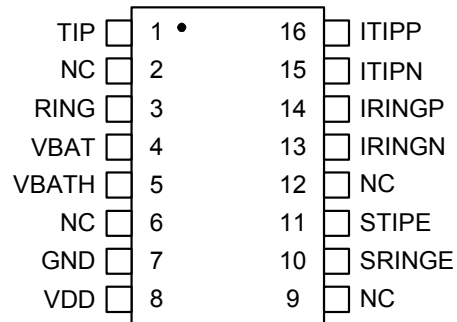 TIP 1 16 ITIPP
NC 2 15 ITIPN
RING 3 14 IRINGP
VBAT 4 13 IRINGN
VBATH 5 12 NC
NC 6 11 STIPE
GND 7 10 SRINGE
VDD 8 9 NC